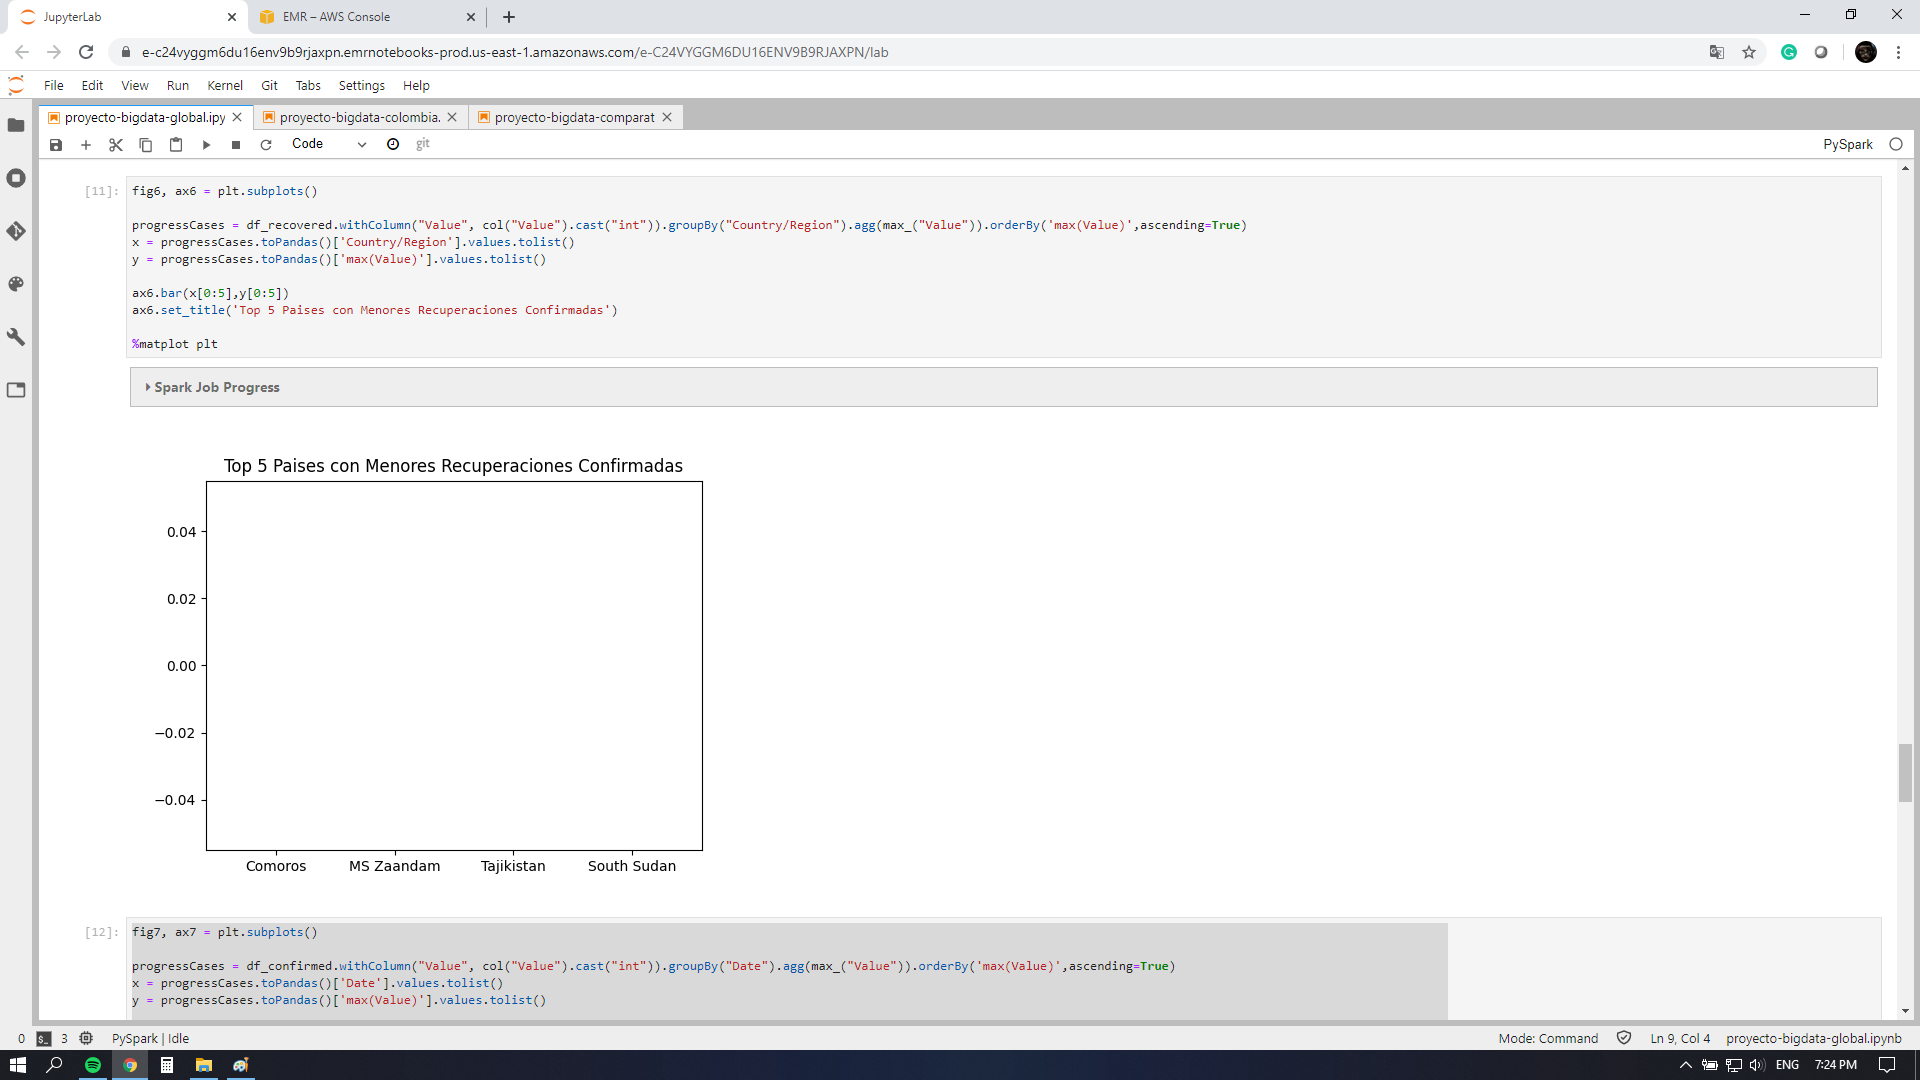 JupyterLab
EMR – AWS Console
e-c24vyggm6du16env9b9rjaxpn.emrnotebooks-prod.us-east-1.amazonaws.com/e-C24VYGGM6DU16ENV9B9RJAXPN/lab
File Edit View Run Kernel Git Tabs Settings Help
proyecto-bigdata-global.ipy
proyecto-bigdata-colombia.
proyecto-bigdata-comparat
Code
git
PySpark
[11]:
fig6, ax6 = plt.subplots()
progressCases = df_recovered.withColumn("Value", col("Value").cast("int")).groupBy("Country/Region").agg(max_("Value")).orderBy('max(Value)',ascending=True)
x = progressCases.toPandas()['Country/Region'].values.tolist()
y = progressCases.toPandas()['max(Value)'].values.tolist()
ax6.bar(x[0:5],y[0:5])
ax6.set_title('Top 5 Paises con Menores Recuperaciones Confirmadas')
%matplot plt
Spark Job Progress
Top 5 Paises con Menores Recuperaciones Confirmadas
0.04
0.02
0.00
−0.02
−0.04
Comoros MS Zaandam Tajikistan South Sudan
[12]:
fig7, ax7 = plt.subplots()
progressCases = df_confirmed.withColumn("Value", col("Value").cast("int")).groupBy("Date").agg(max_("Value")).orderBy('max(Value)',ascending=True)
x = progressCases.toPandas()['Date'].values.tolist()
y = progressCases.toPandas()['max(Value)'].values.tolist()
0 $_ 3 PySpark | Idle
Mode: Command Ln 9, Col 4 proyecto-bigdata-global.ipynb
ENG 7:24 PM